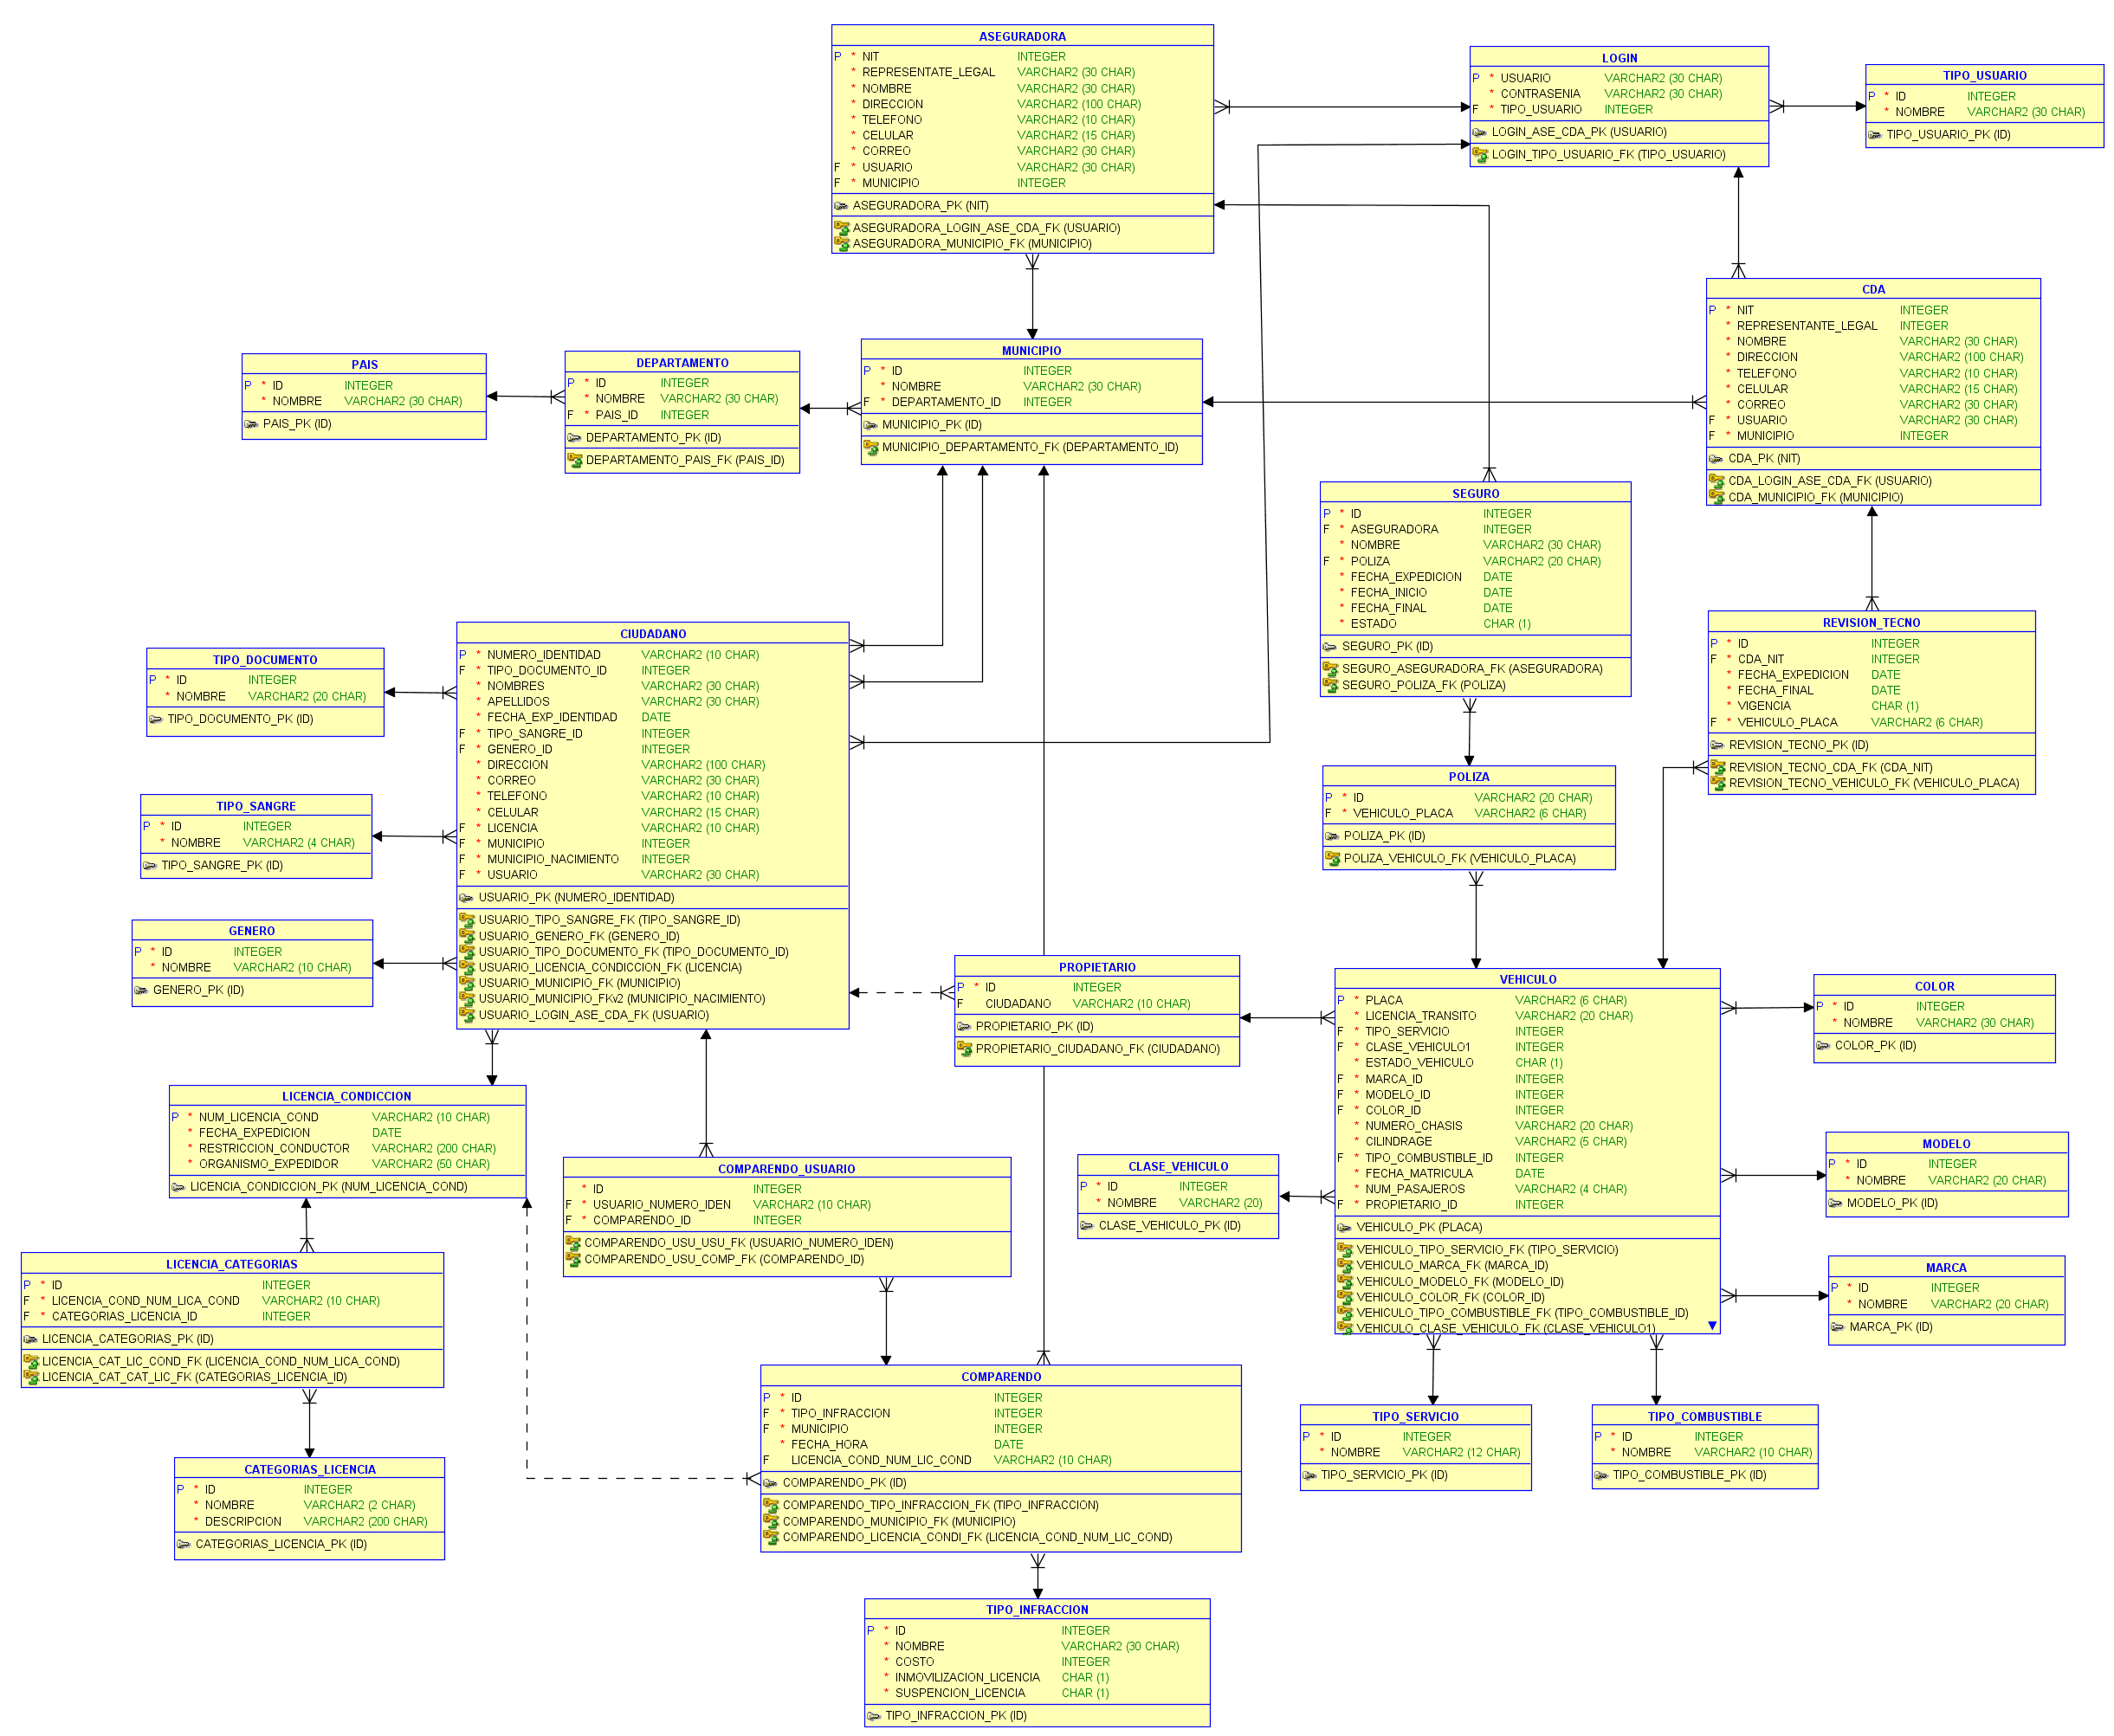 ASEGURADORA
P * NIT INTEGER
* REPRESENTATE_LEGAL VARCHAR2 (30 CHAR)
* NOMBRE VARCHAR2 (30 CHAR)
* DIRECCION VARCHAR2 (100 CHAR)
* TELEFONO VARCHAR2 (10 CHAR)
* CELULAR VARCHAR2 (15 CHAR)
* CORREO VARCHAR2 (30 CHAR)
F * USUARIO VARCHAR2 (30 CHAR)
F * MUNICIPIO INTEGER
ASEGURADORA_PK (NIT)
ASEGURADORA_LOGIN_ASE_CDA_FK (USUARIO)
ASEGURADORA_MUNICIPIO_FK (MUNICIPIO)
LOGIN
P * USUARIO VARCHAR2 (30 CHAR)
* CONTRASENIA VARCHAR2 (30 CHAR)
F * TIPO_USUARIO INTEGER
LOGIN_ASE_CDA_PK (USUARIO)
LOGIN_TIPO_USUARIO_FK (TIPO_USUARIO)
TIPO_USUARIO
P * ID INTEGER
* NOMBRE VARCHAR2 (30 CHAR)
TIPO_USUARIO_PK (ID)
CDA
P * NIT INTEGER
* REPRESENTANTE_LEGAL INTEGER
* NOMBRE VARCHAR2 (30 CHAR)
* DIRECCION VARCHAR2 (100 CHAR)
* TELEFONO VARCHAR2 (10 CHAR)
* CELULAR VARCHAR2 (15 CHAR)
* CORREO VARCHAR2 (30 CHAR)
F * USUARIO VARCHAR2 (30 CHAR)
F * MUNICIPIO INTEGER
CDA_PK (NIT)
CDA_LOGIN_ASE_CDA_FK (USUARIO)
CDA_MUNICIPIO_FK (MUNICIPIO)
PAIS
P * ID INTEGER
* NOMBRE VARCHAR2 (30 CHAR)
PAIS_PK (ID)
DEPARTAMENTO
P * ID INTEGER
* NOMBRE VARCHAR2 (30 CHAR)
F * PAIS_ID INTEGER
DEPARTAMENTO_PK (ID)
DEPARTAMENTO_PAIS_FK (PAIS_ID)
MUNICIPIO
P * ID INTEGER
* NOMBRE VARCHAR2 (30 CHAR)
F * DEPARTAMENTO_ID INTEGER
MUNICIPIO_PK (ID)
MUNICIPIO_DEPARTAMENTO_FK (DEPARTAMENTO_ID)
SEGURO
P * ID INTEGER
F * ASEGURADORA INTEGER
* NOMBRE VARCHAR2 (30 CHAR)
F * POLIZA VARCHAR2 (20 CHAR)
* FECHA_EXPEDICION DATE
* FECHA_INICIO DATE
* FECHA_FINAL DATE
* ESTADO CHAR (1)
SEGURO_PK (ID)
SEGURO_ASEGURADORA_FK (ASEGURADORA)
SEGURO_POLIZA_FK (POLIZA)
REVISION_TECNO
P * ID INTEGER
F * CDA_NIT INTEGER
* FECHA_EXPEDICION DATE
* FECHA_FINAL DATE
* VIGENCIA CHAR (1)
F * VEHICULO_PLACA VARCHAR2 (6 CHAR)
REVISION_TECNO_PK (ID)
REVISION_TECNO_CDA_FK (CDA_NIT)
REVISION_TECNO_VEHICULO_FK (VEHICULO_PLACA)
TIPO_DOCUMENTO
P * ID INTEGER
* NOMBRE VARCHAR2 (20 CHAR)
TIPO_DOCUMENTO_PK (ID)
CIUDADANO
P * NUMERO_IDENTIDAD VARCHAR2 (10 CHAR)
F * TIPO_DOCUMENTO_ID INTEGER
* NOMBRES VARCHAR2 (30 CHAR)
* APELLIDOS VARCHAR2 (30 CHAR)
* FECHA_EXP_IDENTIDAD DATE
F * TIPO_SANGRE_ID INTEGER
F * GENERO_ID INTEGER
* DIRECCION VARCHAR2 (100 CHAR)
* CORREO VARCHAR2 (30 CHAR)
* TELEFONO VARCHAR2 (10 CHAR)
* CELULAR VARCHAR2 (15 CHAR)
F * LICENCIA VARCHAR2 (10 CHAR)
F * MUNICIPIO INTEGER
F * MUNICIPIO_NACIMIENTO INTEGER
F * USUARIO VARCHAR2 (30 CHAR)
USUARIO_PK (NUMERO_IDENTIDAD)
USUARIO_TIPO_SANGRE_FK (TIPO_SANGRE_ID)
USUARIO_GENERO_FK (GENERO_ID)
USUARIO_TIPO_DOCUMENTO_FK (TIPO_DOCUMENTO_ID)
USUARIO_LICENCIA_CONDICCION_FK (LICENCIA)
USUARIO_MUNICIPIO_FK (MUNICIPIO)
USUARIO_MUNICIPIO_FKv2 (MUNICIPIO_NACIMIENTO)
USUARIO_LOGIN_ASE_CDA_FK (USUARIO)
TIPO_SANGRE
P * ID INTEGER
* NOMBRE VARCHAR2 (4 CHAR)
TIPO_SANGRE_PK (ID)
GENERO
P * ID INTEGER
* NOMBRE VARCHAR2 (10 CHAR)
GENERO_PK (ID)
POLIZA
P * ID VARCHAR2 (20 CHAR)
F * VEHICULO_PLACA VARCHAR2 (6 CHAR)
POLIZA_PK (ID)
POLIZA_VEHICULO_FK (VEHICULO_PLACA)
PROPIETARIO
P * ID INTEGER
F CIUDADANO VARCHAR2 (10 CHAR)
PROPIETARIO_PK (ID)
PROPIETARIO_CIUDADANO_FK (CIUDADANO)
VEHICULO
P * PLACA VARCHAR2 (6 CHAR)
* LICENCIA_TRANSITO VARCHAR2 (20 CHAR)
F * TIPO_SERVICIO INTEGER
F * CLASE_VEHICULO1 INTEGER
* ESTADO_VEHICULO CHAR (1)
F * MARCA_ID INTEGER
F * MODELO_ID INTEGER
F * COLOR_ID INTEGER
* NUMERO_CHASIS VARCHAR2 (20 CHAR)
* CILINDRAGE VARCHAR2 (5 CHAR)
F * TIPO_COMBUSTIBLE_ID INTEGER
* FECHA_MATRICULA DATE
* NUM_PASAJEROS VARCHAR2 (4 CHAR)
F * PROPIETARIO_ID INTEGER
VEHICULO_PK (PLACA)
VEHICULO_TIPO_SERVICIO_FK (TIPO_SERVICIO)
VEHICULO_MARCA_FK (MARCA_ID)
VEHICULO_MODELO_FK (MODELO_ID)
VEHICULO_COLOR_FK (COLOR_ID)
VEHICULO_TIPO_COMBUSTIBLE_FK (TIPO_COMBUSTIBLE_ID)
VEHICULO_CLASE_VEHICULO_FK (CLASE_VEHICULO1)
COLOR
P * ID INTEGER
* NOMBRE VARCHAR2 (30 CHAR)
COLOR_PK (ID)
LICENCIA_CONDICCION
P * NUM_LICENCIA_COND VARCHAR2 (10 CHAR)
* FECHA_EXPEDICION DATE
* RESTRICCION_CONDUCTOR VARCHAR2 (200 CHAR)
* ORGANISMO_EXPEDIDOR VARCHAR2 (50 CHAR)
LICENCIA_CONDICCION_PK (NUM_LICENCIA_COND)
COMPARENDO_USUARIO
* ID INTEGER
F * USUARIO_NUMERO_IDEN VARCHAR2 (10 CHAR)
F * COMPARENDO_ID INTEGER
COMPARENDO_USU_USU_FK (USUARIO_NUMERO_IDEN)
COMPARENDO_USU_COMP_FK (COMPARENDO_ID)
CLASE_VEHICULO
P * ID INTEGER
* NOMBRE VARCHAR2 (20)
CLASE_VEHICULO_PK (ID)
MODELO
P * ID INTEGER
* NOMBRE VARCHAR2 (20 CHAR)
MODELO_PK (ID)
LICENCIA_CATEGORIAS
P * ID INTEGER
F * LICENCIA_COND_NUM_LICA_COND VARCHAR2 (10 CHAR)
F * CATEGORIAS_LICENCIA_ID INTEGER
LICENCIA_CATEGORIAS_PK (ID)
LICENCIA_CAT_LIC_COND_FK (LICENCIA_COND_NUM_LICA_COND)
LICENCIA_CAT_CAT_LIC_FK (CATEGORIAS_LICENCIA_ID)
MARCA
P * ID INTEGER
* NOMBRE VARCHAR2 (20 CHAR)
MARCA_PK (ID)
COMPARENDO
P * ID INTEGER
F * TIPO_INFRACCION INTEGER
F * MUNICIPIO INTEGER
* FECHA_HORA DATE
F LICENCIA_COND_NUM_LIC_COND VARCHAR2 (10 CHAR)
COMPARENDO_PK (ID)
COMPARENDO_TIPO_INFRACCION_FK (TIPO_INFRACCION)
COMPARENDO_MUNICIPIO_FK (MUNICIPIO)
COMPARENDO_LICENCIA_CONDI_FK (LICENCIA_COND_NUM_LIC_COND)
TIPO_SERVICIO
P * ID INTEGER
* NOMBRE VARCHAR2 (12 CHAR)
TIPO_SERVICIO_PK (ID)
TIPO_COMBUSTIBLE
P * ID INTEGER
* NOMBRE VARCHAR2 (10 CHAR)
TIPO_COMBUSTIBLE_PK (ID)
CATEGORIAS_LICENCIA
P * ID INTEGER
* NOMBRE VARCHAR2 (2 CHAR)
* DESCRIPCION VARCHAR2 (200 CHAR)
CATEGORIAS_LICENCIA_PK (ID)
TIPO_INFRACCION
P * ID INTEGER
* NOMBRE VARCHAR2 (30 CHAR)
* COSTO INTEGER
* INMOVILIZACION_LICENCIA CHAR (1)
* SUSPENCION_LICENCIA CHAR (1)
TIPO_INFRACCION_PK (ID)